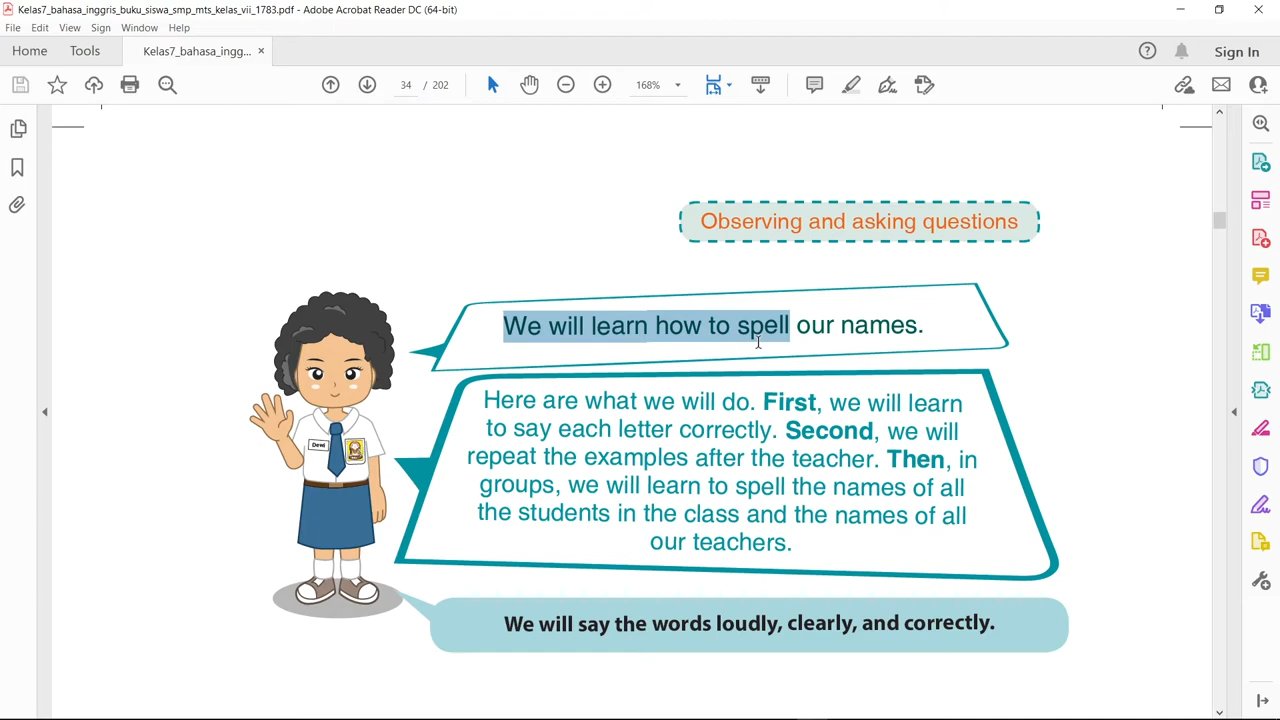 Kelas7_bahasa_inggris_buku_siswa_smp_mts_kelas_vii_1783.pdf - Adobe Acrobat Reader DC (64-bit)
File Edit View Sign Window Help
Home Tools Kelas7_bahasa_ingg... × Sign In
34 / 202 168%
Observing and asking questions
We will learn how to spell our names.
Here are what we will do. First, we will learn
to say each letter correctly. Second, we will
repeat the examples after the teacher. Then, in
groups, we will learn to spell the names of all
the students in the class and the names of all
our teachers.
Dewi
We will say the words loudly, clearly, and correctly.